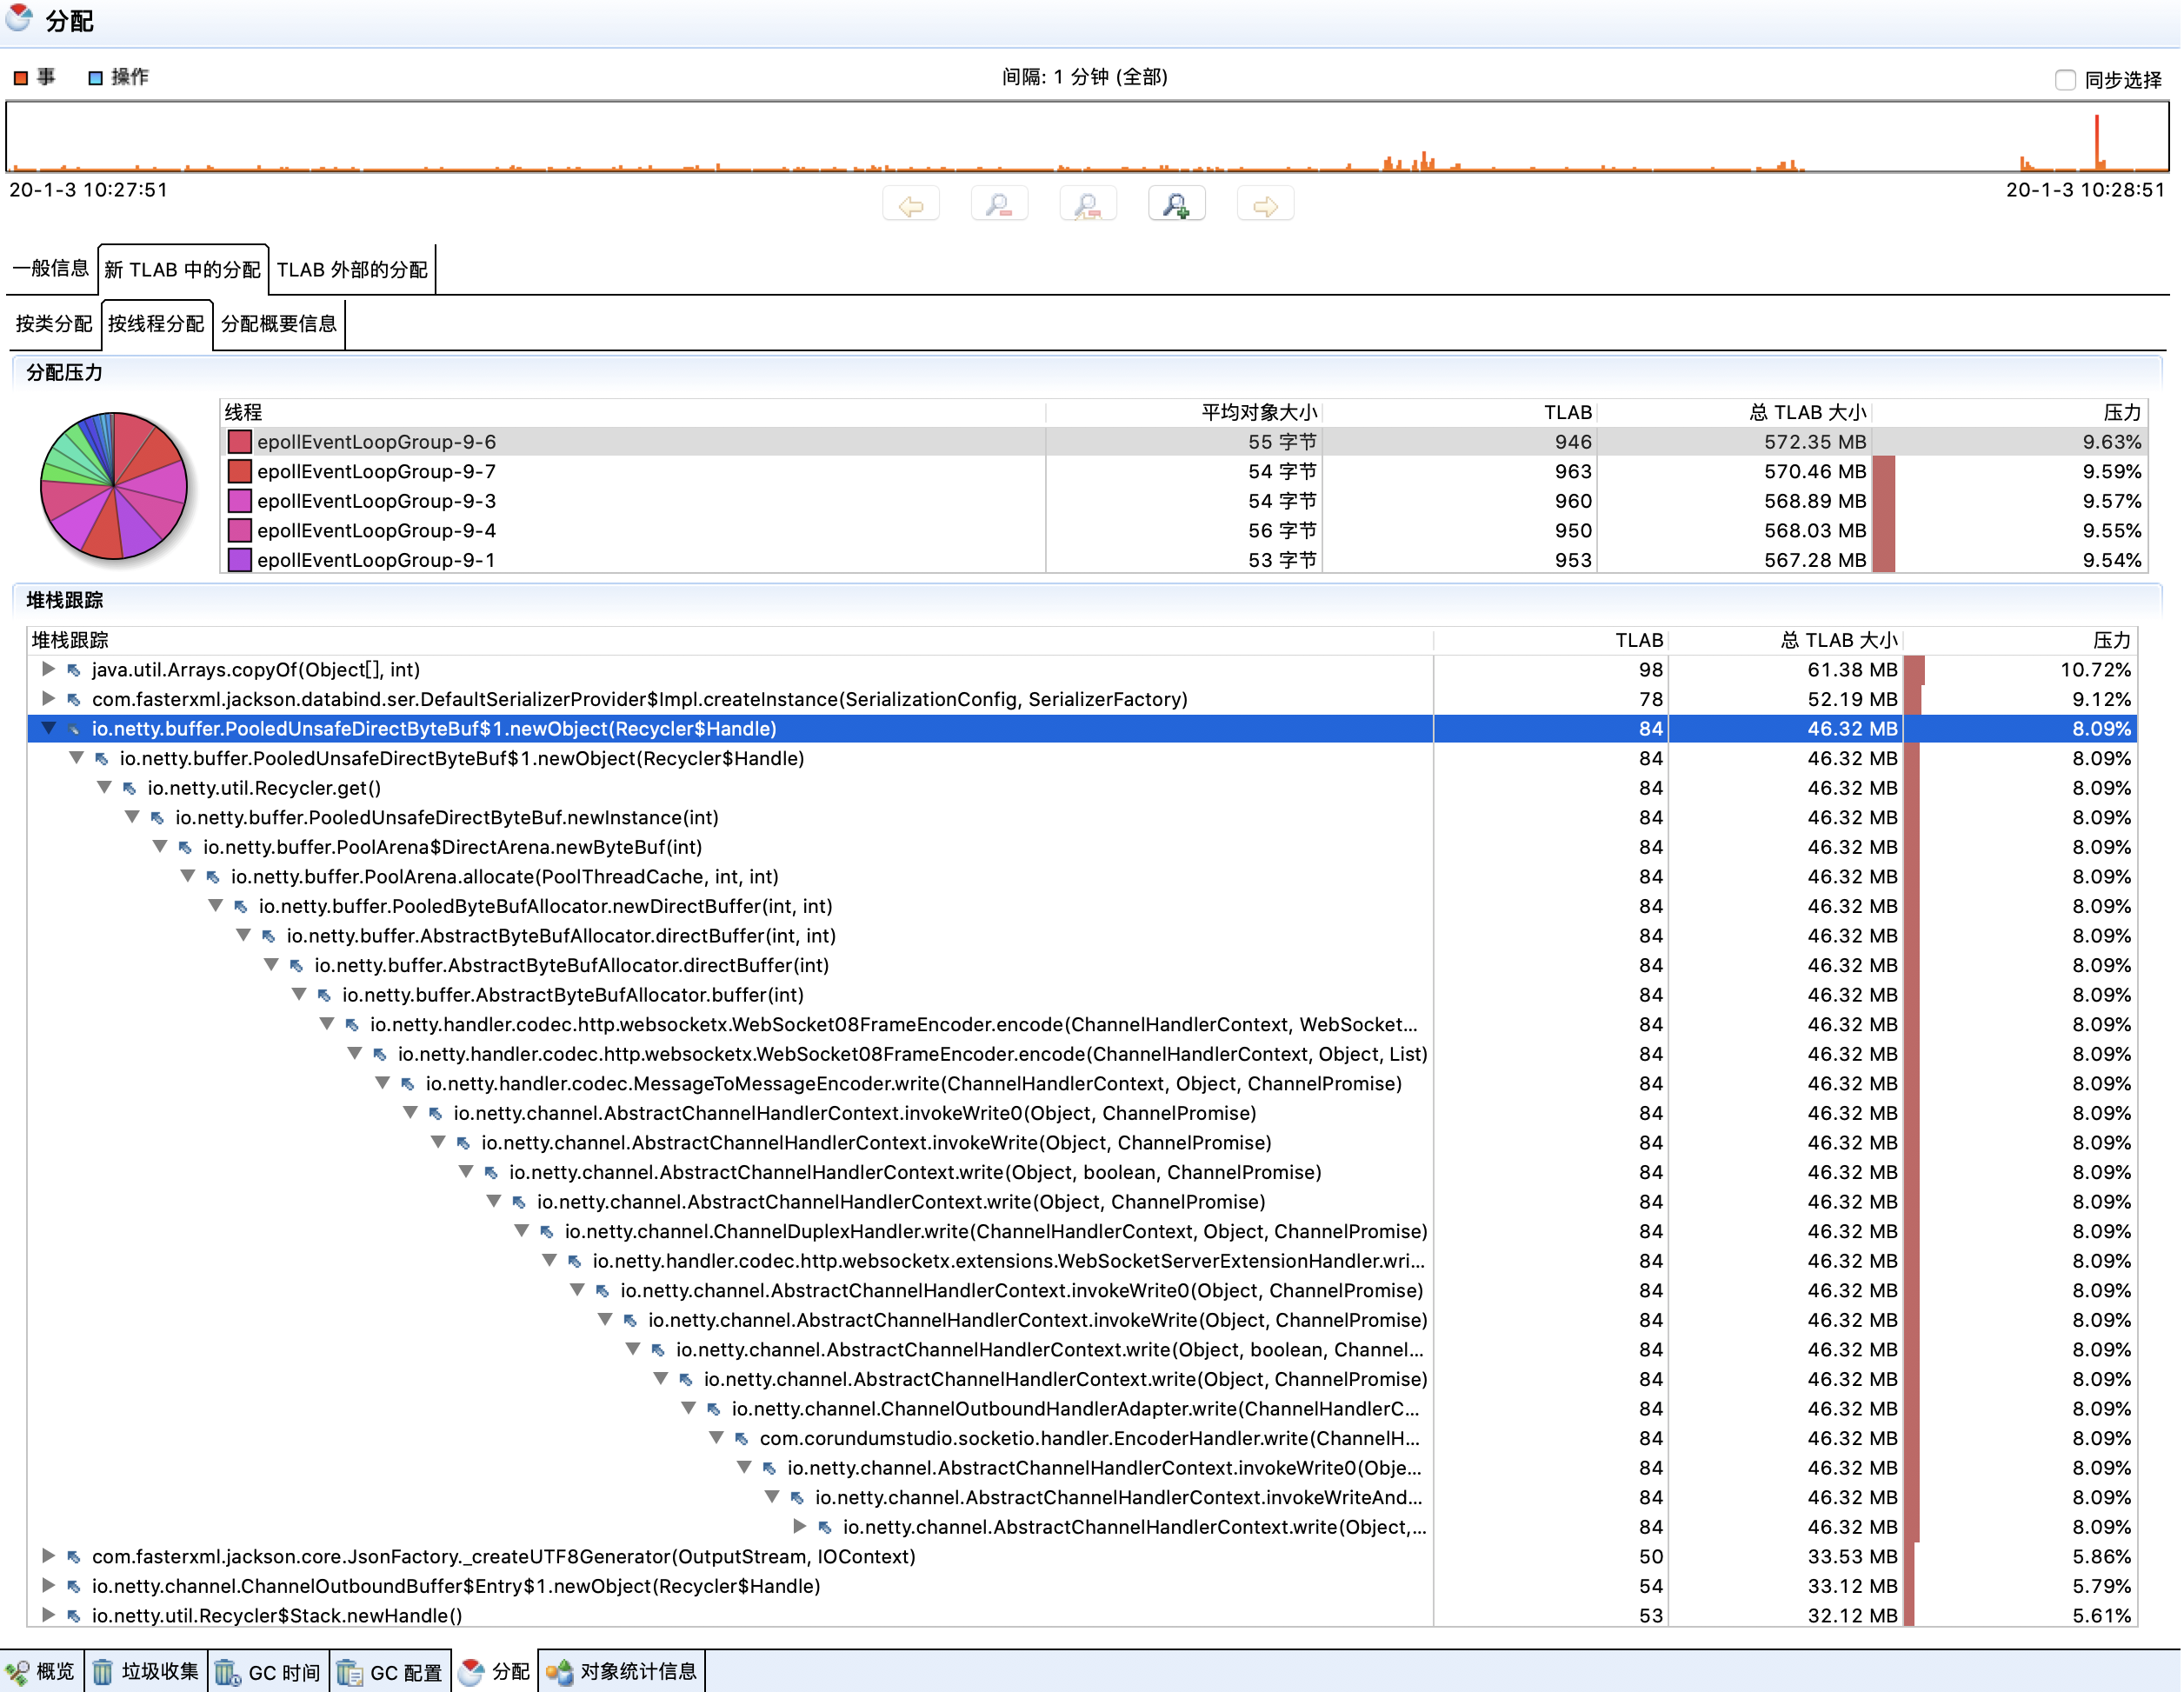 分配
事 操作 间隔: 1 分钟 (全部) 同步选择
20-1-3 10:27:51 20-1-3 10:28:51
一般信息 新 TLAB 中的分配 TLAB 外部的分配
按类分配 按线程分配 分配概要信息
分配压力
线程 平均对象大小 TLAB 总 TLAB 大小 压力
epollEventLoopGroup-9-6 55 字节 946 572.35 MB 9.63%
epollEventLoopGroup-9-7 54 字节 963 570.46 MB 9.59%
epollEventLoopGroup-9-3 54 字节 960 568.89 MB 9.57%
epollEventLoopGroup-9-4 56 字节 950 568.03 MB 9.55%
epollEventLoopGroup-9-1 53 字节 953 567.28 MB 9.54%
堆栈跟踪
堆栈跟踪 TLAB 总 TLAB 大小 压力
java.util.Arrays.copyOf(Object[], int) 98 61.38 MB 10.72%
com.fasterxml.jackson.databind.ser.DefaultSerializerProvider$Impl.createInstance(SerializationConfig, SerializerFactory) 78 52.19 MB 9.12%
io.netty.buffer.PooledUnsafeDirectByteBuf$1.newObject(Recycler$Handle) 84 46.32 MB 8.09%
io.netty.buffer.PooledUnsafeDirectByteBuf$1.newObject(Recycler$Handle) 84 46.32 MB 8.09%
io.netty.util.Recycler.get() 84 46.32 MB 8.09%
io.netty.buffer.PooledUnsafeDirectByteBuf.newInstance(int) 84 46.32 MB 8.09%
io.netty.buffer.PoolArena$DirectArena.newByteBuf(int) 84 46.32 MB 8.09%
io.netty.buffer.PoolArena.allocate(PoolThreadCache, int, int) 84 46.32 MB 8.09%
io.netty.buffer.PooledByteBufAllocator.newDirectBuffer(int, int) 84 46.32 MB 8.09%
io.netty.buffer.AbstractByteBufAllocator.directBuffer(int, int) 84 46.32 MB 8.09%
io.netty.buffer.AbstractByteBufAllocator.directBuffer(int) 84 46.32 MB 8.09%
io.netty.buffer.AbstractByteBufAllocator.buffer(int) 84 46.32 MB 8.09%
io.netty.handler.codec.http.websocketx.WebSocket08FrameEncoder.encode(ChannelHandlerContext, WebSocket... 84 46.32 MB 8.09%
io.netty.handler.codec.http.websocketx.WebSocket08FrameEncoder.encode(ChannelHandlerContext, Object, List) 84 46.32 MB 8.09%
io.netty.handler.codec.MessageToMessageEncoder.write(ChannelHandlerContext, Object, ChannelPromise) 84 46.32 MB 8.09%
io.netty.channel.AbstractChannelHandlerContext.invokeWrite0(Object, ChannelPromise) 84 46.32 MB 8.09%
io.netty.channel.AbstractChannelHandlerContext.invokeWrite(Object, ChannelPromise) 84 46.32 MB 8.09%
io.netty.channel.AbstractChannelHandlerContext.write(Object, boolean, ChannelPromise) 84 46.32 MB 8.09%
io.netty.channel.AbstractChannelHandlerContext.write(Object, ChannelPromise) 84 46.32 MB 8.09%
io.netty.channel.ChannelDuplexHandler.write(ChannelHandlerContext, Object, ChannelPromise) 84 46.32 MB 8.09%
io.netty.handler.codec.http.websocketx.extensions.WebSocketServerExtensionHandler.wri... 84 46.32 MB 8.09%
io.netty.channel.AbstractChannelHandlerContext.invokeWrite0(Object, ChannelPromise) 84 46.32 MB 8.09%
io.netty.channel.AbstractChannelHandlerContext.invokeWrite(Object, ChannelPromise) 84 46.32 MB 8.09%
io.netty.channel.AbstractChannelHandlerContext.write(Object, boolean, Channel... 84 46.32 MB 8.09%
io.netty.channel.AbstractChannelHandlerContext.write(Object, ChannelPromise) 84 46.32 MB 8.09%
io.netty.channel.ChannelOutboundHandlerAdapter.write(ChannelHandlerC... 84 46.32 MB 8.09%
com.corundumstudio.socketio.handler.EncoderHandler.write(ChannelH... 84 46.32 MB 8.09%
io.netty.channel.AbstractChannelHandlerContext.invokeWrite0(Obje... 84 46.32 MB 8.09%
io.netty.channel.AbstractChannelHandlerContext.invokeWriteAnd... 84 46.32 MB 8.09%
io.netty.channel.AbstractChannelHandlerContext.write(Object,... 84 46.32 MB 8.09%
com.fasterxml.jackson.core.JsonFactory._createUTF8Generator(OutputStream, IOContext) 50 33.53 MB 5.86%
io.netty.channel.ChannelOutboundBuffer$Entry$1.newObject(Recycler$Handle) 54 33.12 MB 5.79%
io.netty.util.Recycler$Stack.newHandle() 53 32.12 MB 5.61%
概览 垃圾收集 GC 时间 GC 配置 分配 对象统计信息